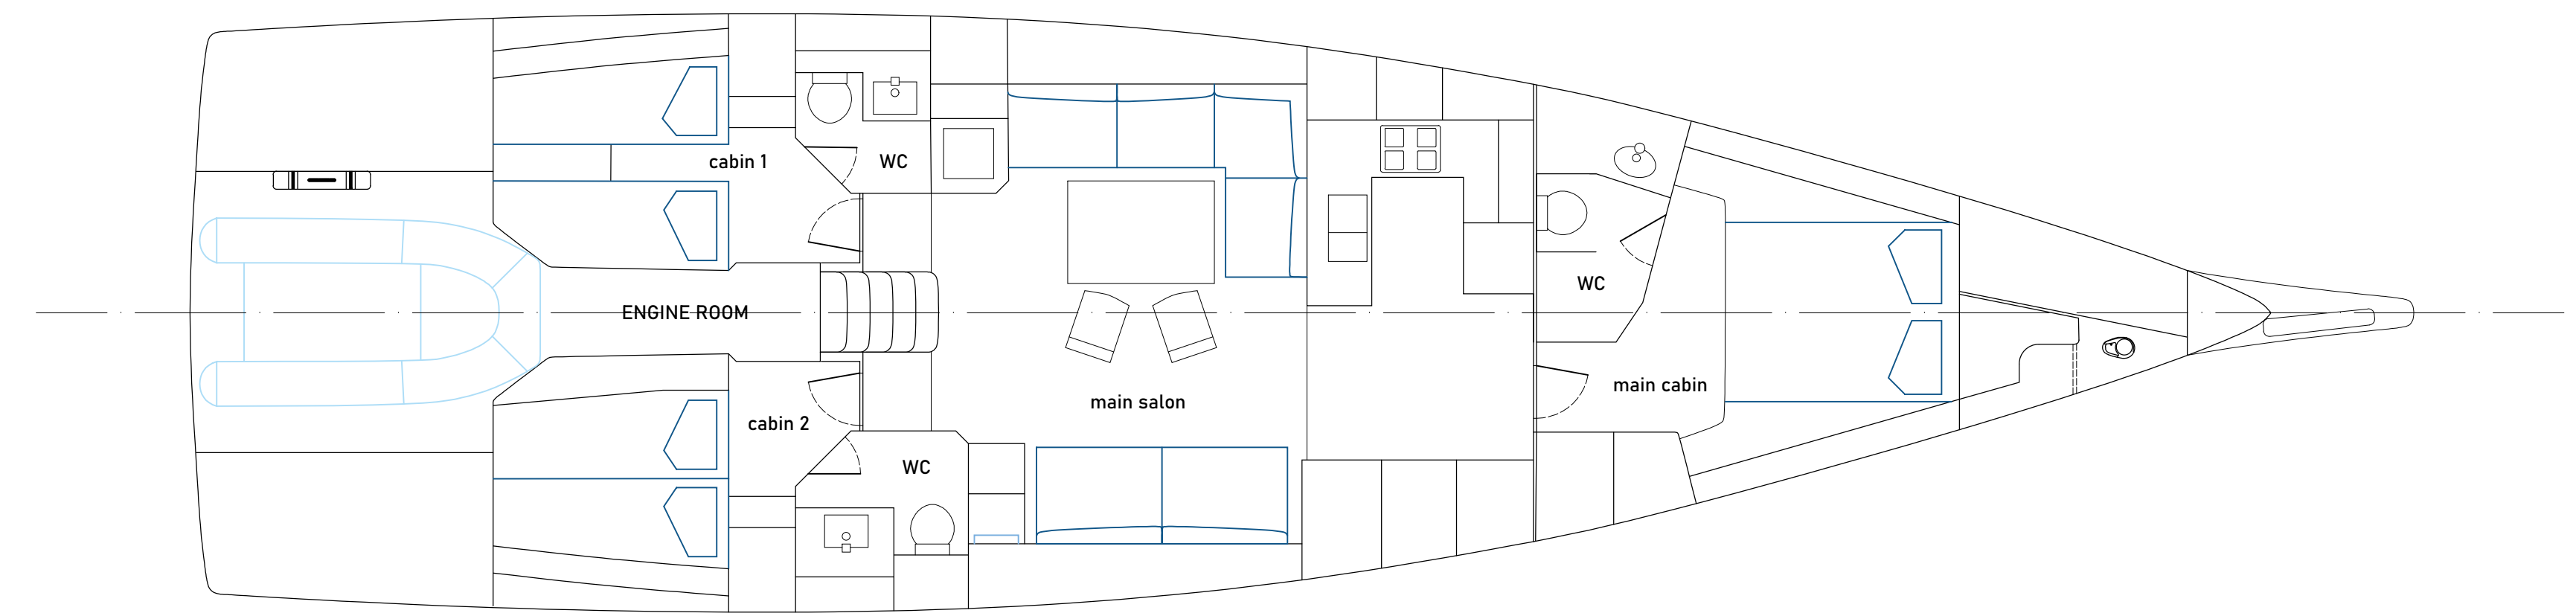 cabin 1
WC
WC
ENGINE ROOM
main cabin
main salon
cabin 2
WC